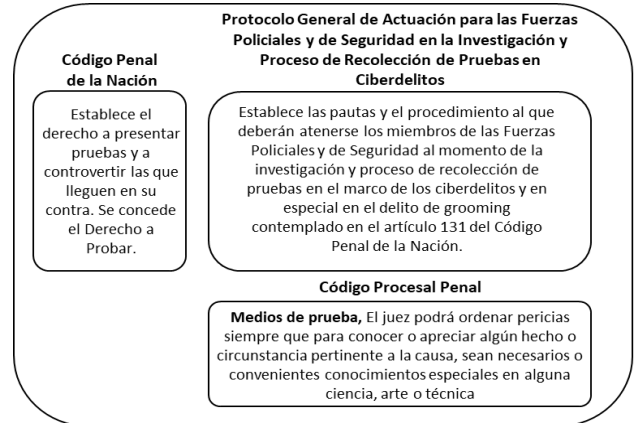 Código Penal
de la Nación
Establece el
derecho a presentar
pruebas y a
controvertir las que
lleguen en su
contra. Se concede
el Derecho a
Probar.
Protocolo General de Actuación para las Fuerzas
Policiales y de Seguridad en la Investigación y
Proceso de Recolección de Pruebas en
Ciberdelitos
Establece las pautas y el procedimiento al que
deberán atenerse los miembros de las Fuerzas
Policiales y de Seguridad al momento de la
investigación y proceso de recolección de
pruebas en el marco de los ciberdelitos y en
especial en el delito de grooming
contemplado en el artículo 131 del Código
Penal de la Nación.
Código Procesal Penal
Medios de prueba, El juez podrá ordenar pericias
siempre que para conocer o apreciar algún hecho o
circunstancia pertinente a la causa, sean necesarios o
convenientes conocimientos especiales en alguna
ciencia, arte o técnica